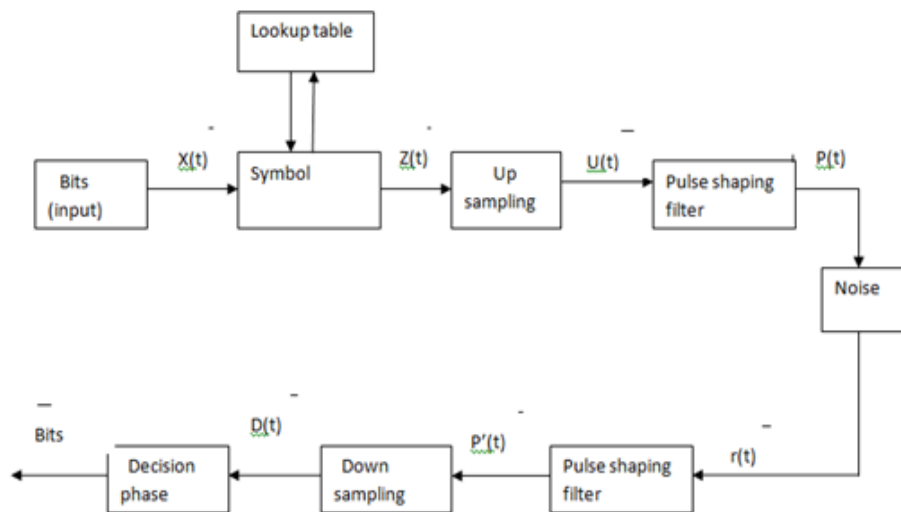 Lookup table
X(t)
Z(t)
U(t)
P(t)
Bits
(input)
Symbol
Up
sampling
Pulse shaping
filter
Noise
Bits
D(t)
P’(t)
r(t)
Decision
phase
Down
sampling
Pulse shaping
filter